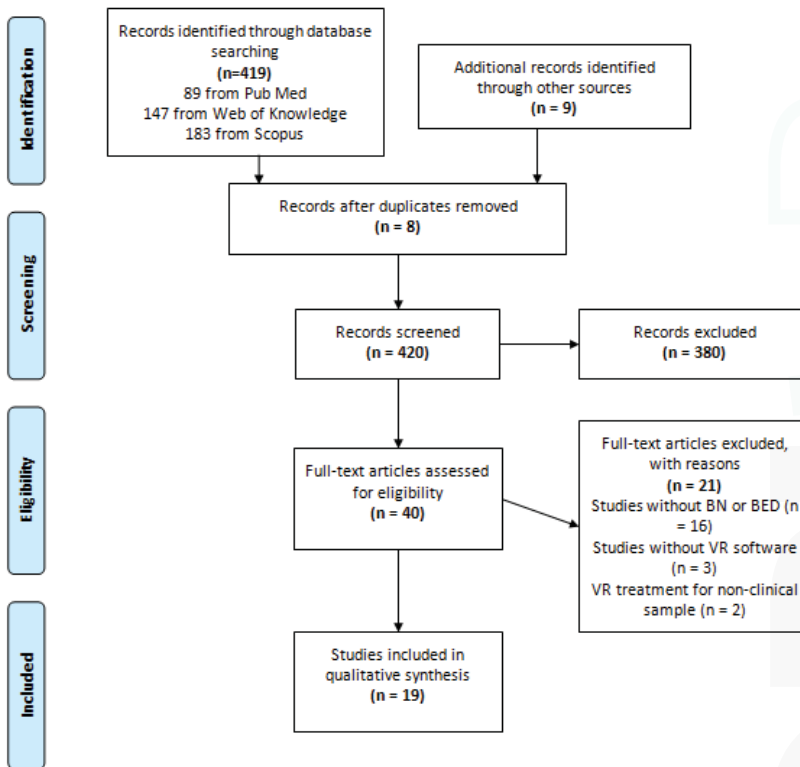 Identification
Records identified through database
searching
(n=419)
89 from Pub Med
147 from Web of Knowledge
183 from Scopus
Additional records identified
through other sources
(n = 9)
Records after duplicates removed
(n = 8)
Screening
Records screened
(n = 420)
Records excluded
(n = 380)
Eligibility
Full-text articles assessed
for eligibility
(n = 40)
Full-text articles excluded,
with reasons
(n = 21)
Studies without BN or BED (n
= 16)
Studies without VR software
(n = 3)
VR treatment for non-clinical
sample (n = 2)
Included
Studies included in
qualitative synthesis
(n = 19)